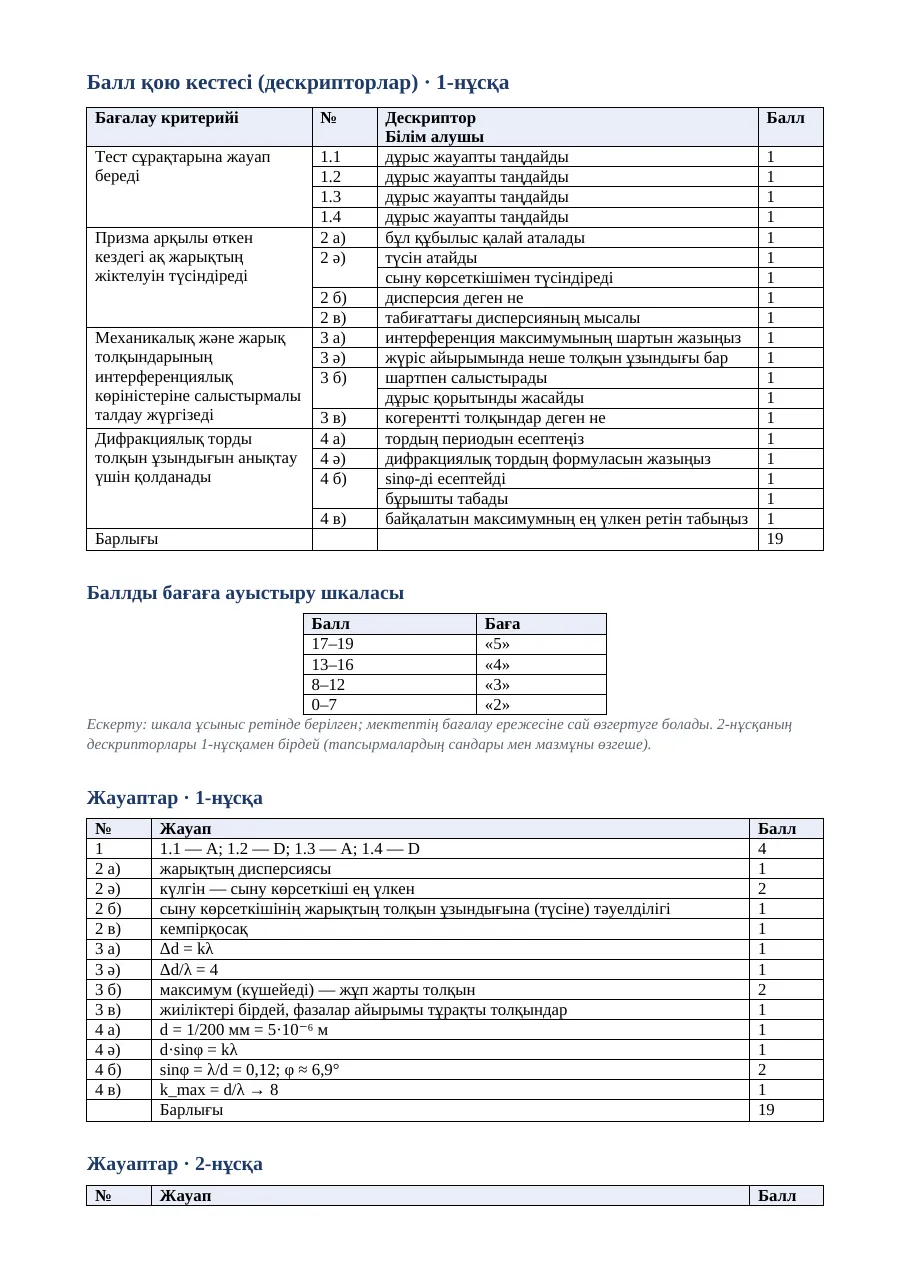 Балл қою кестесі (дескрипторлар) · 1-нұсқа
Бағалау критерийі № Дескриптор Балл
Білім алушы
Тест сұрақтарына жауап 1.1 дұрыс жауапты таңдайды 1
береді 1.2 дұрыс жауапты таңдайды 1
1.3 дұрыс жауапты таңдайды 1
1.4 дұрыс жауапты таңдайды 1
Призма арқылы өткен 2 а) бұл құбылыс қалай аталады 1
кездегі ақ жарықтың 2 ә) түсін атайды 1
жіктелуін түсіндіреді сыну көрсеткішімен түсіндіреді 1
2 б) дисперсия деген не 1
2 в) табиғаттағы дисперсияның мысалы 1
Механикалық және жарық 3 а) интерференция максимумының шартын жазыңыз 1
толқындарының 3 ә) жүріс айырымында неше толқын ұзындығы бар 1
интерференциялық 3 б) шартпен салыстырады 1
көріністеріне салыстырмалы дұрыс қорытынды жасайды 1
талдау жүргізеді 3 в) когерентті толқындар деген не 1
Дифракциялық торды 4 а) тордың периодын есептеңіз 1
толқын ұзындығын анықтау 4 ә) дифракциялық тордың формуласын жазыңыз 1
үшін қолданады 4 б) sinφ-ді есептейді 1
бұрышты табады 1
4 в) байқалатын максимумның ең үлкен ретін табыңыз 1
Барлығы 19
Баллды бағаға ауыстыру шкаласы
Балл Баға
17–19 «5»
13–16 «4»
8–12 «3»
0–7 «2»
Ескерту: шкала ұсыныс ретінде берілген; мектептің бағалау ережесіне сай өзгертуге болады. 2-нұсқаның
дескрипторлары 1-нұсқамен бірдей (тапсырмалардың сандары мен мазмұны өзгеше).
Жауаптар · 1-нұсқа
№ Жауап Балл
1 1.1 — A; 1.2 — D; 1.3 — A; 1.4 — D 4
2 а) жарықтың дисперсиясы 1
2 ә) күлгін — сыну көрсеткіші ең үлкен 2
2 б) сыну көрсеткішінің жарықтың толқын ұзындығына (түсіне) тәуелділігі 1
2 в) кемпірқосақ 1
3 а) Δd = kλ 1
3 ә) Δd/λ = 4 1
3 б) максимум (күшейеді) — жұп жарты толқын 2
3 в) жиіліктері бірдей, фазалар айырымы тұрақты толқындар 1
4 а) d = 1/200 мм = 5·10⁻⁶ м 1
4 ә) d·sinφ = kλ 1
4 б) sinφ = λ/d = 0,12; φ ≈ 6,9° 2
4 в) k_max = d/λ → 8 1
Барлығы 19
Жауаптар · 2-нұсқа
№ Жауап Балл